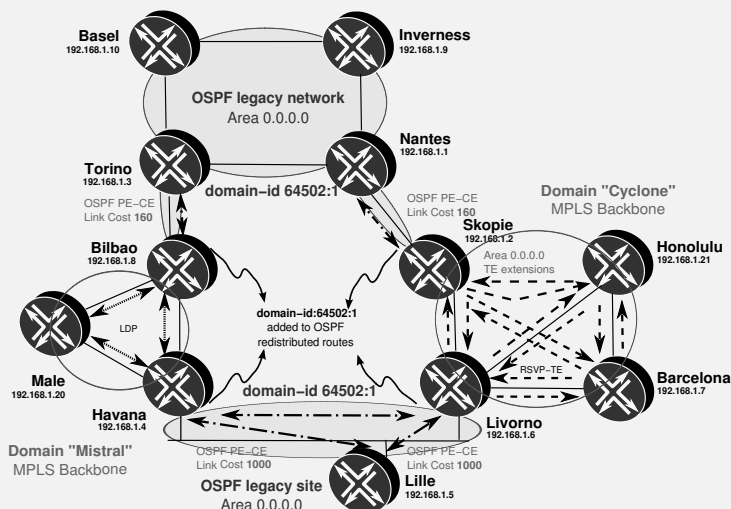 Basel
192.168.1.10
Inverness
192.168.1.9
OSPF legacy network
Area 0.0.0.0
Torino
192.168.1.3
Nantes
192.168.1.1
domain–id 64502:1
OSPF PE–CE
Link Cost 160
OSPF PE–CE
Link Cost 160
Domain "Cyclone"
MPLS Backbone
Skopie
192.168.1.2
Bilbao
192.168.1.8
Area 0.0.0.0
TE extensions
Honolulu
192.168.1.21
domain–id:64502:1
added to OSPF
redistributed routes
LDP
RSVP–TE
Male
192.168.1.20
Havana
192.168.1.4
domain–id 64502:1
Livorno
192.168.1.6
Barcelona
192.168.1.7
Domain "Mistral"
MPLS Backbone
OSPF PE–CE
Link Cost 1000
OSPF PE–CE
Link Cost 1000
OSPF legacy site
Area 0.0.0.0
Lille
192.168.1.5